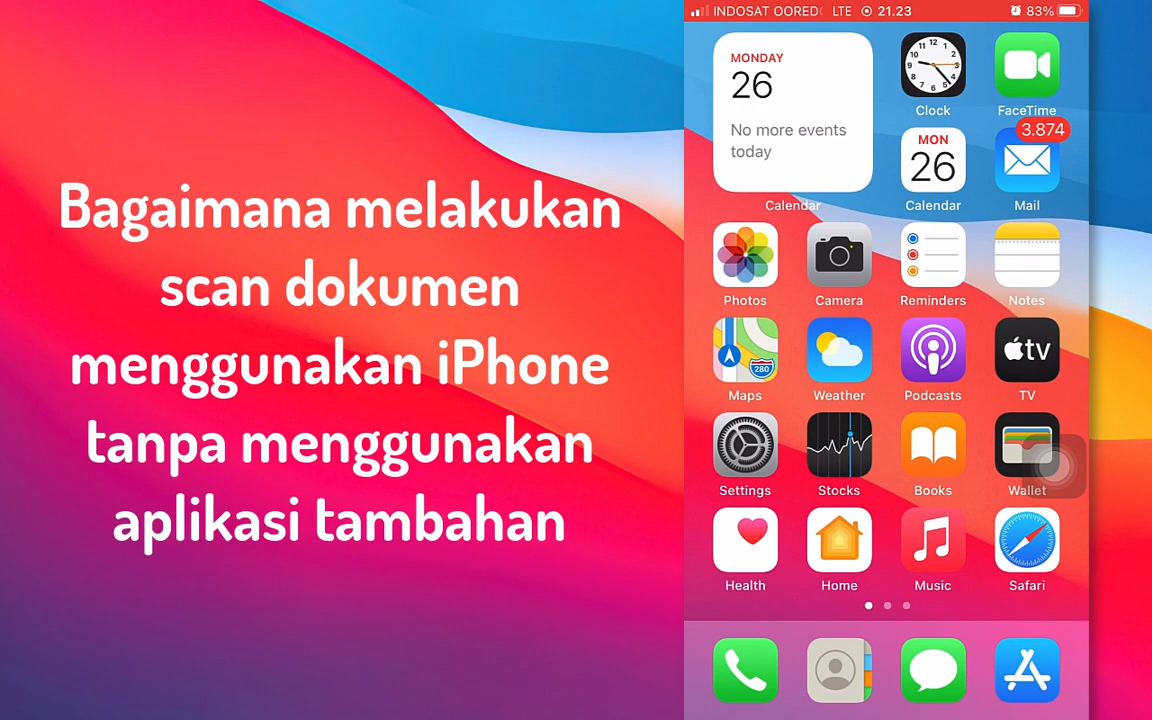 Bagaimana melakukan
scan dokumen
menggunakan iPhone
tanpa menggunakan
aplikasi tambahan
INDOSAT OORED LTE 21.23 83%
MONDAY
26
No more events
today
Calendar
Clock
FaceTime
MON
26
Calendar
3.874
Mail
Photos
Camera
Reminders
Notes
280
Maps
Weather
Podcasts
tv
TV
Settings
Stocks
Books
Wallet
Health
Home
Music
Safari